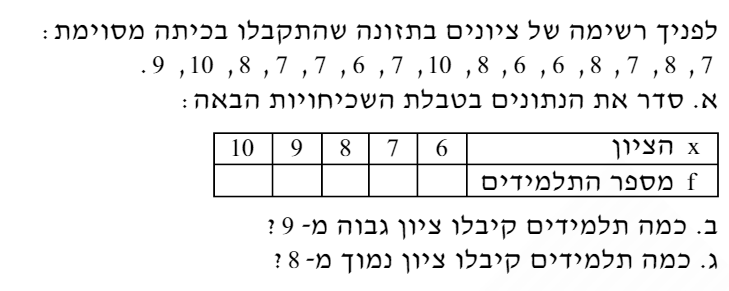 לפניך רשימה של ציונים בתזונה שהתקבלו בכיתה מסוימת :
7 , 8 , 7 , 8 , 6 , 6 , 8 , 10 , 7 , 6 , 7 , 7 , 8 , 10 , 9 .
א. סדר את הנתונים בטבלת השכיחויות הבאה :
x הציון 6 7 8 9 10
f מספר התלמידים
ב. כמה תלמידים קיבלו ציון גבוה מ- 9 ?
ג. כמה תלמידים קיבלו ציון נמוך מ- 8 ?